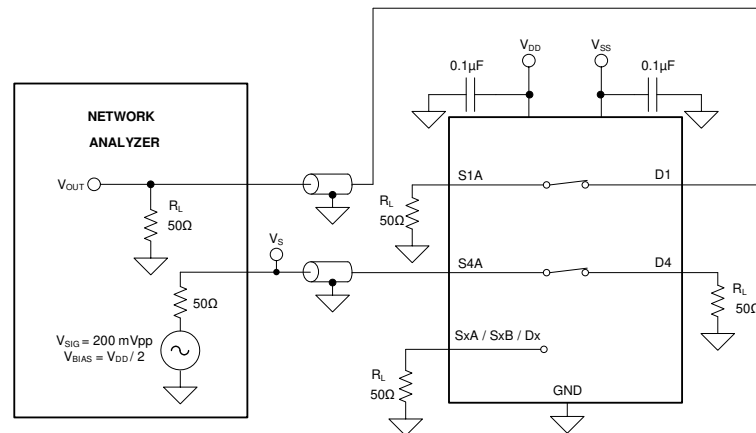 V_DD
V_SS
0.1µF
0.1µF
NETWORK
ANALYZER
V_OUT
R_L
50Ω
S1A
D1
R_L
50Ω
V_S
S4A
D4
50Ω
R_L
50Ω
V_SIG = 200 mVpp
V_BIAS = V_DD / 2
SxA / SxB / Dx
R_L
50Ω
GND